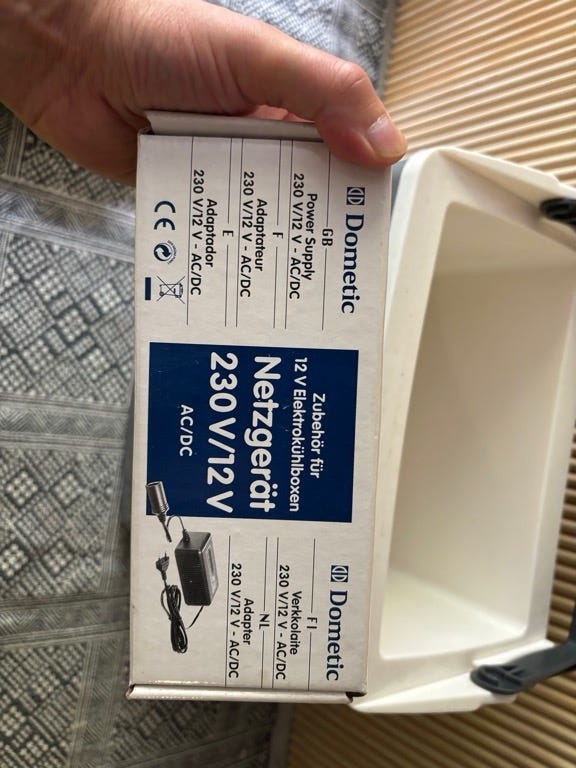 Dometic
GB
Power Supply
230 V/12 V - AC/DC
F
Adaptateur
230 V/12 V - AC/DC
E
Adaptador
230 V/12 V - AC/DC
CE
Zubehör für
12 V Elektrokühlboxen
Netzgerät
230 V/12 V
AC/DC
Dometic
FI
Verkkolaite
230 V/12 V - AC/DC
NL
Adapter
230 V/12 V - AC/DC